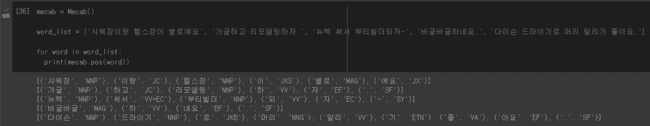 [36] mecab = Mecab()
word_list = ['샤워장이랑 헬스장이 별로에요', '가글하고 리모델링하자.', '뉴텍 써서 부티빌더되자~', '바글바글하네요.', '다이슨 드라이기로 머리 말리기 좋아요.']
for word in word_list:
print(mecab.pos(word))
[('샤워장', 'NNP'), ('이랑', 'JC'), ('헬스장', 'NNP'), ('이', 'JKS'), ('별로', 'MAG'), ('에요', 'JX')]
[('가글', 'NNP'), ('하고', 'JC'), ('리모델링', 'NNP'), ('하', 'VV'), ('자', 'EF'), ('.', 'SF')]
[('뉴텍', 'NNP'), ('써서', 'VV+EC'), ('부티빌더', 'NNP'), ('되', 'VV'), ('자', 'EC'), ('~', 'SY')]
[('바글바글', 'MAG'), ('하', 'VV'), ('네요', 'EF'), ('.', 'SF')]
[('다이슨', 'NNP'), ('드라이기', 'NNP'), ('로', 'JKB'), ('머리', 'NNG'), ('말리', 'VV'), ('기', 'ETN'), ('좋', 'VA'), ('아요', 'EF'), ('.', 'SF')]